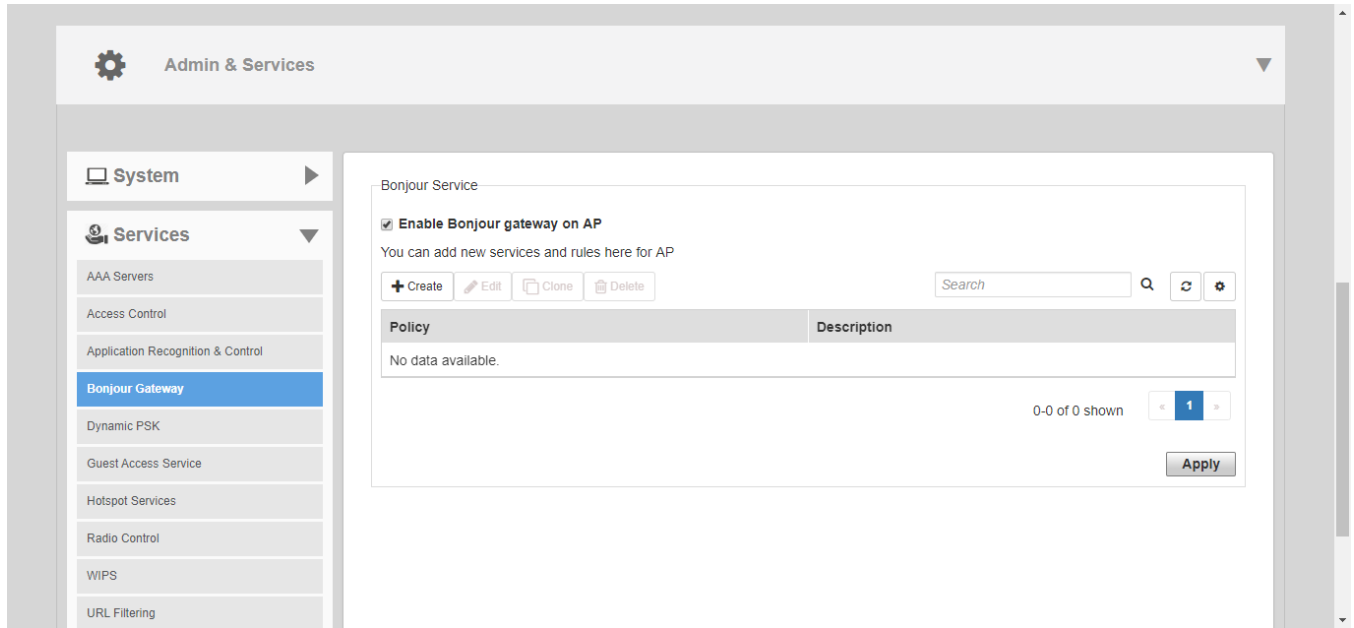 Admin & Services
System
Services
AAA Servers
Access Control
Application Recognition & Control
Bonjour Gateway
Dynamic PSK
Guest Access Service
Hotspot Services
Radio Control
WIPS
URL Filtering
Bonjour Service
Enable Bonjour gateway on AP
You can add new services and rules here for AP
Create Edit Clone Delete Search
Policy Description
No data available.
0-0 of 0 shown « 1 »
Apply